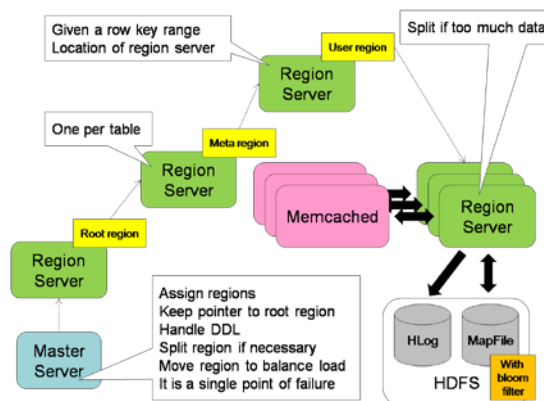 Given a row key range
Location of region server
User region
Split if too much data
Region
Server
One per table
Meta region
Region
Server
Memcached
Region
Server
Root region
Region
Server
Assign regions
Keep pointer to root region
Handle DDL
Split region if necessary
Move region to balance load
It is a single point of failure
Master
Server
HLog
MapFile
HDFS
With
bloom
filter